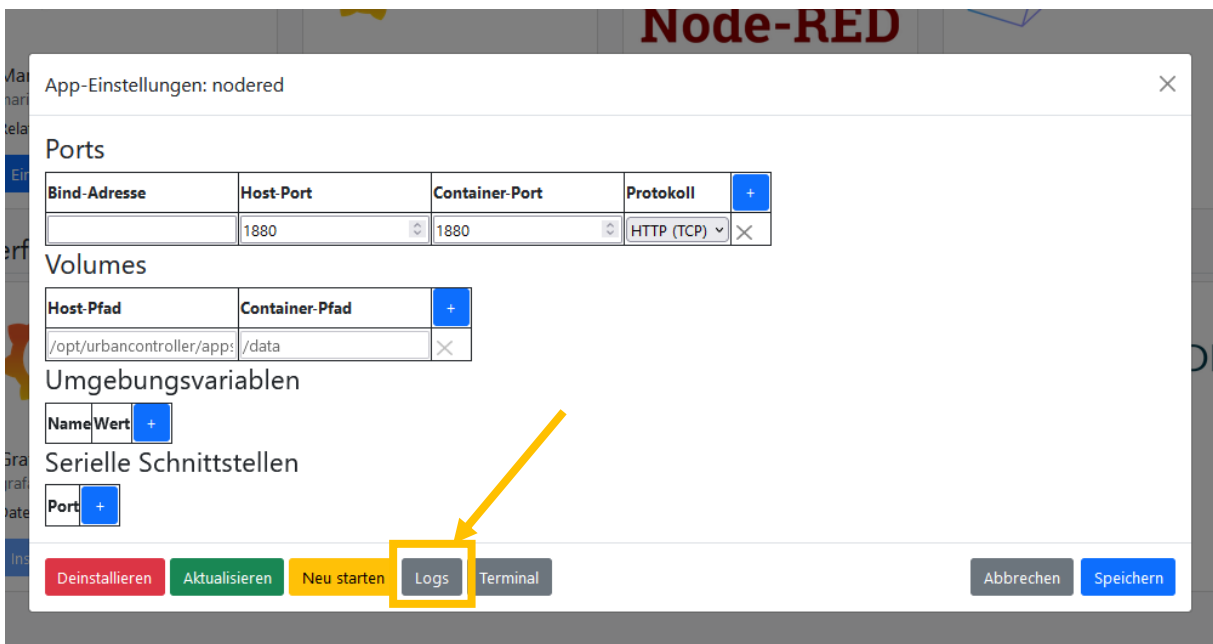 Node-RED
App-Einstellungen: nodered
Ports
Bind-Adresse Host-Port Container-Port Protokoll +
1880 1880 HTTP (TCP)
Volumes
Host-Pfad Container-Pfad +
/opt/urbancontroller/apps /data
Umgebungsvariablen
Name Wert +
Serielle Schnittstellen
Port +
Deinstallieren Aktualisieren Neu starten Logs Terminal Abbrechen Speichern